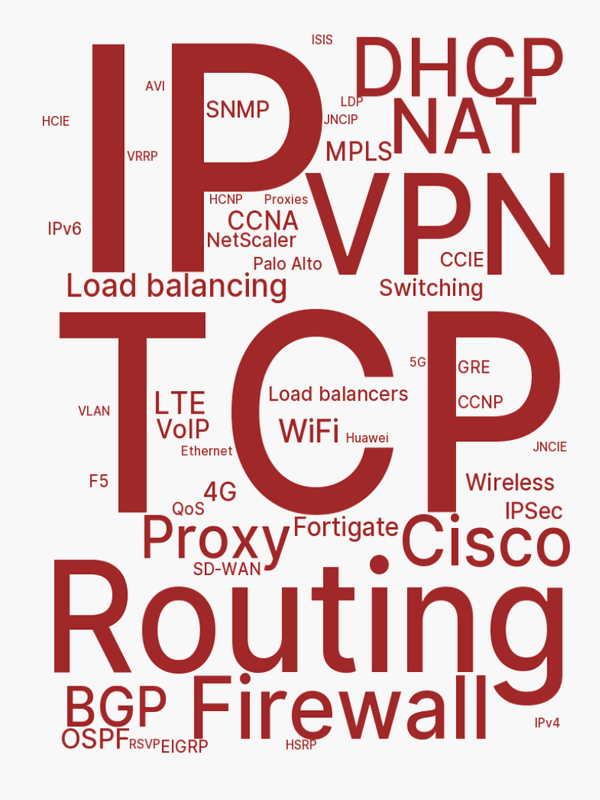 ISIS
IP
DHCP
AVI
SNMP
LDP
NAT
HCIE
JNCIP
VRRP
MPLS
VPN
HCNP
Proxies
IPv6
CCNA
NetScaler
Palo Alto
CCIE
Load balancing
Switching
TCP
5G
GRE
Load balancers
CCNP
VLAN
LTE
VoIP
WiFi
Huawei
Ethernet
JNCIE
F5
4G
Wireless
QoS
IPSec
Proxy
Fortigate
Cisco
SD-WAN
Routing
BGP
Firewall
IPv4
OSPF
RSVP
EIGRP
HSRP